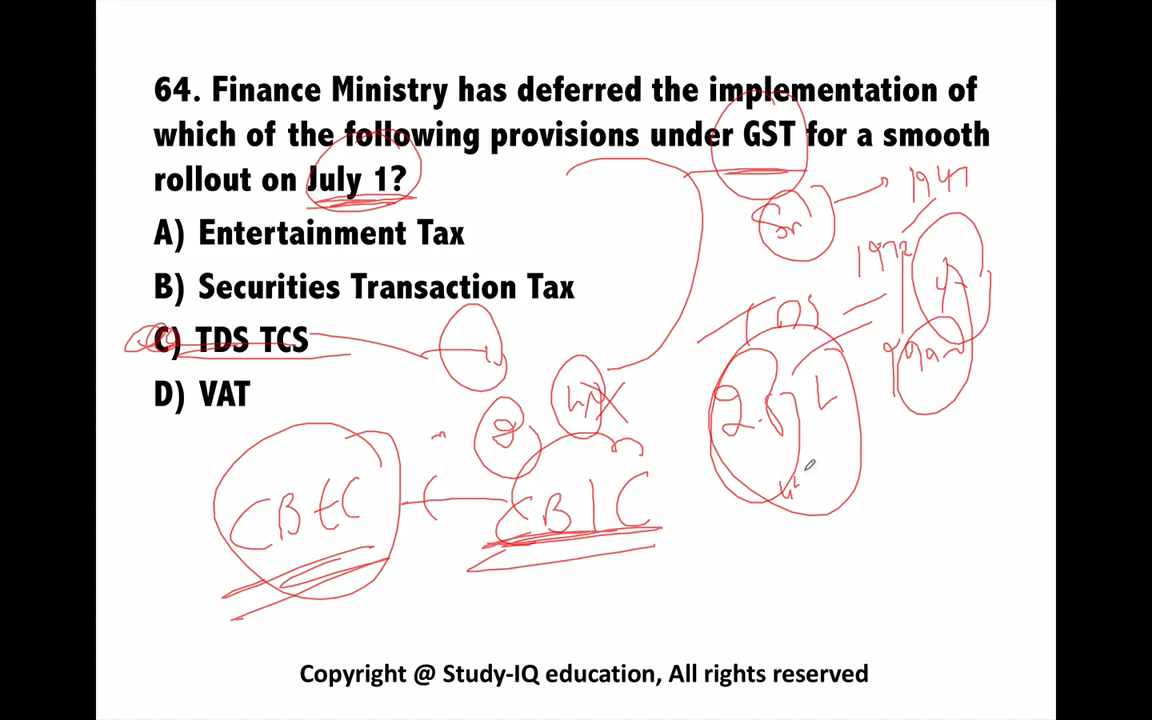 64. Finance Ministry has deferred the implementation of
which of the following provisions under GST for a smooth
rollout on July 1?
A) Entertainment Tax
B) Securities Transaction Tax
C) TDS TCS
D) VAT
1947
1972
CBEC
CBIC
Copyright @ Study-IQ education, All rights reserved